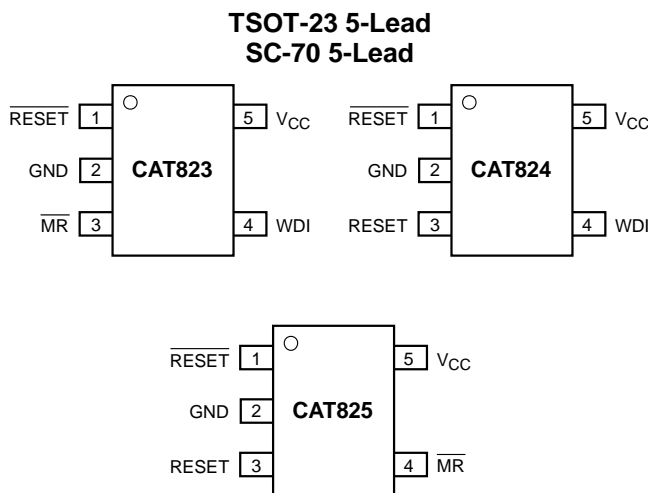 TSOT-23 5-Lead
SC-70 5-Lead
RESET 1 5 VCC RESET 1 5 VCC
GND 2 CAT823 GND 2 CAT824
MR 3 4 WDI RESET 3 4 WDI
RESET 1 5 VCC
GND 2 CAT825
RESET 3 4 MR